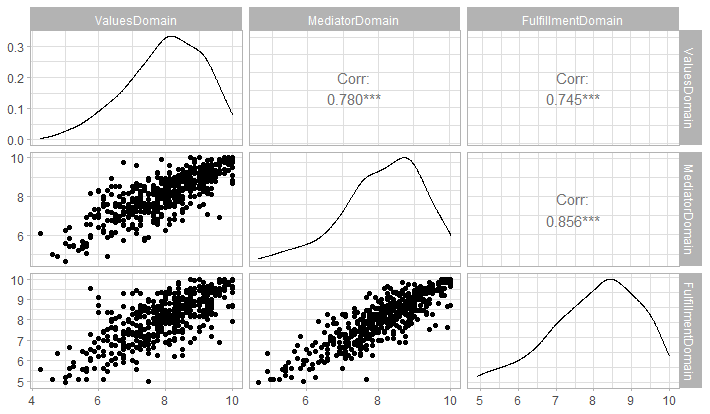 ValuesDomain MediatorDomain FulfillmentDomain
0.3
0.2
0.1
0.0
Corr:
0.780***
Corr:
0.745***
ValuesDomain
10
8
6
Corr:
0.856***
MediatorDomain
10
9
8
7
6
5
FulfillmentDomain
4 6 8 10 6 8 10 5 6 7 8 9 10